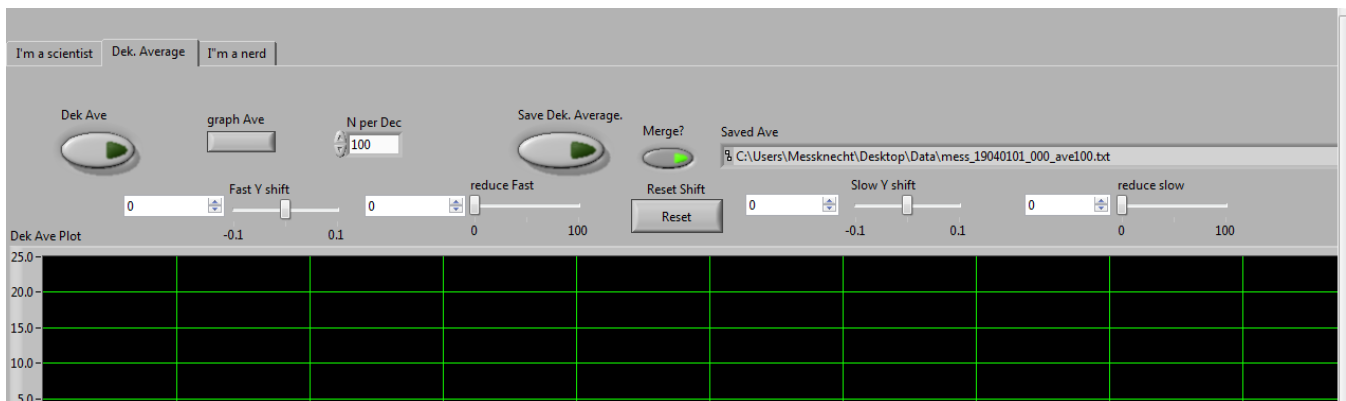 I'm a scientist Dek. Average I"m a nerd
Dek Ave graph Ave N per Dec Save Dek. Average. Merge? Saved Ave
100 C:\Users\Messknecht\Desktop\Data\mess_19040101_000_ave100.txt
Fast Y shift reduce Fast Reset Shift Slow Y shift reduce slow
0 0 Reset 0 0
Dek Ave Plot -0.1 0.1 0 100 -0.1 0.1 0 100
25.0
20.0
15.0
10.0
5.0